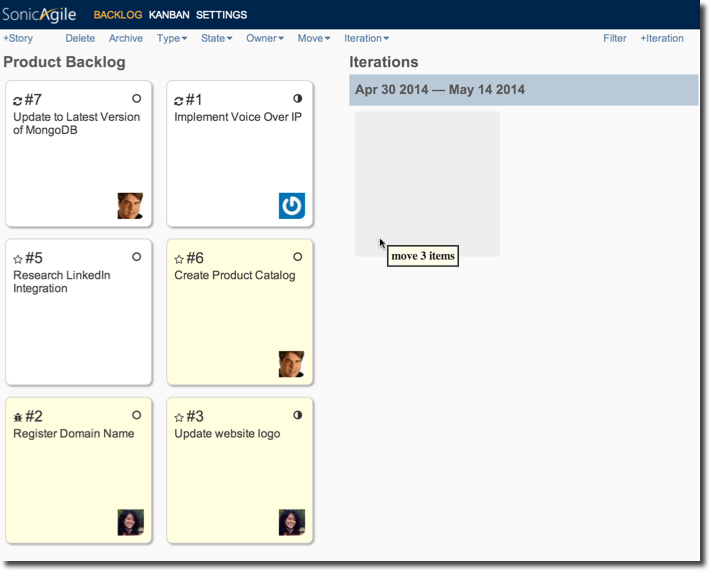 SonicAgile BACKLOG KANBAN SETTINGS
+Story Delete Archive Type State Owner Move Iteration Filter +Iteration
Product Backlog
#7
Update to Latest Version
of MongoDB
#1
Implement Voice Over IP
#5
Research LinkedIn
Integration
#6
Create Product Catalog
#2
Register Domain Name
#3
Update website logo
Iterations
Apr 30 2014 — May 14 2014
move 3 items